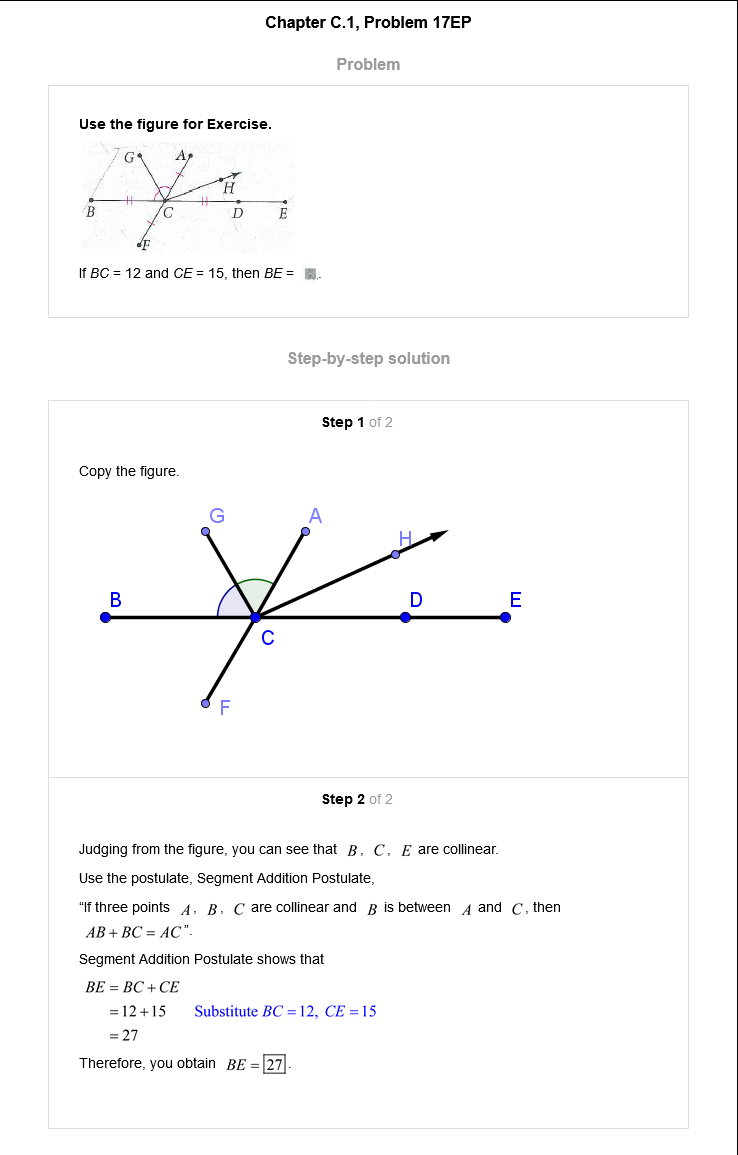 Chapter C.1, Problem 17EP
Problem
Use the figure for Exercise.
G A
H
B C D E
F
If BC = 12 and CE = 15, then BE = .
Step-by-step solution
Step 1 of 2
Copy the figure.
G A
H
B D E
C
F
Step 2 of 2
Judging from the figure, you can see that B, C, E are collinear.
Use the postulate, Segment Addition Postulate,
“If three points A, B, C are collinear and B is between A and C, then
AB + BC = AC”.
Segment Addition Postulate shows that
BE = BC + CE
= 12 + 15 Substitute BC = 12, CE = 15
= 27
Therefore, you obtain BE = 27.